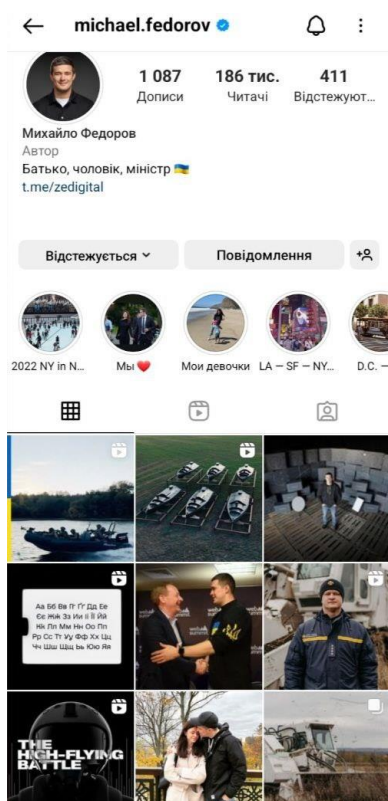 michael.fedorov
1 087
186 тис.
411
Дописи
Читачі
Відстежуют...
Михайло Федоров
Автор
Батько, чоловік, міністр 🇺🇦
t.me/zedigital
Відстежується
Повідомлення
2022 NY in N...
Мы ❤️
Мои девочки
LA — SF — NY...
D.C. —
Аа Бб Вв Гг Ґґ Дд Ее
Єє Жж Зз Ии Іі Її Йй
Кк Лл Мм Нн Оо Пп
Рр Сс Тт Уу Фф Хх Цц
Чч Шш Щщ Ьь Юю Яя
THE
HIGH-FLYING
BATTLE